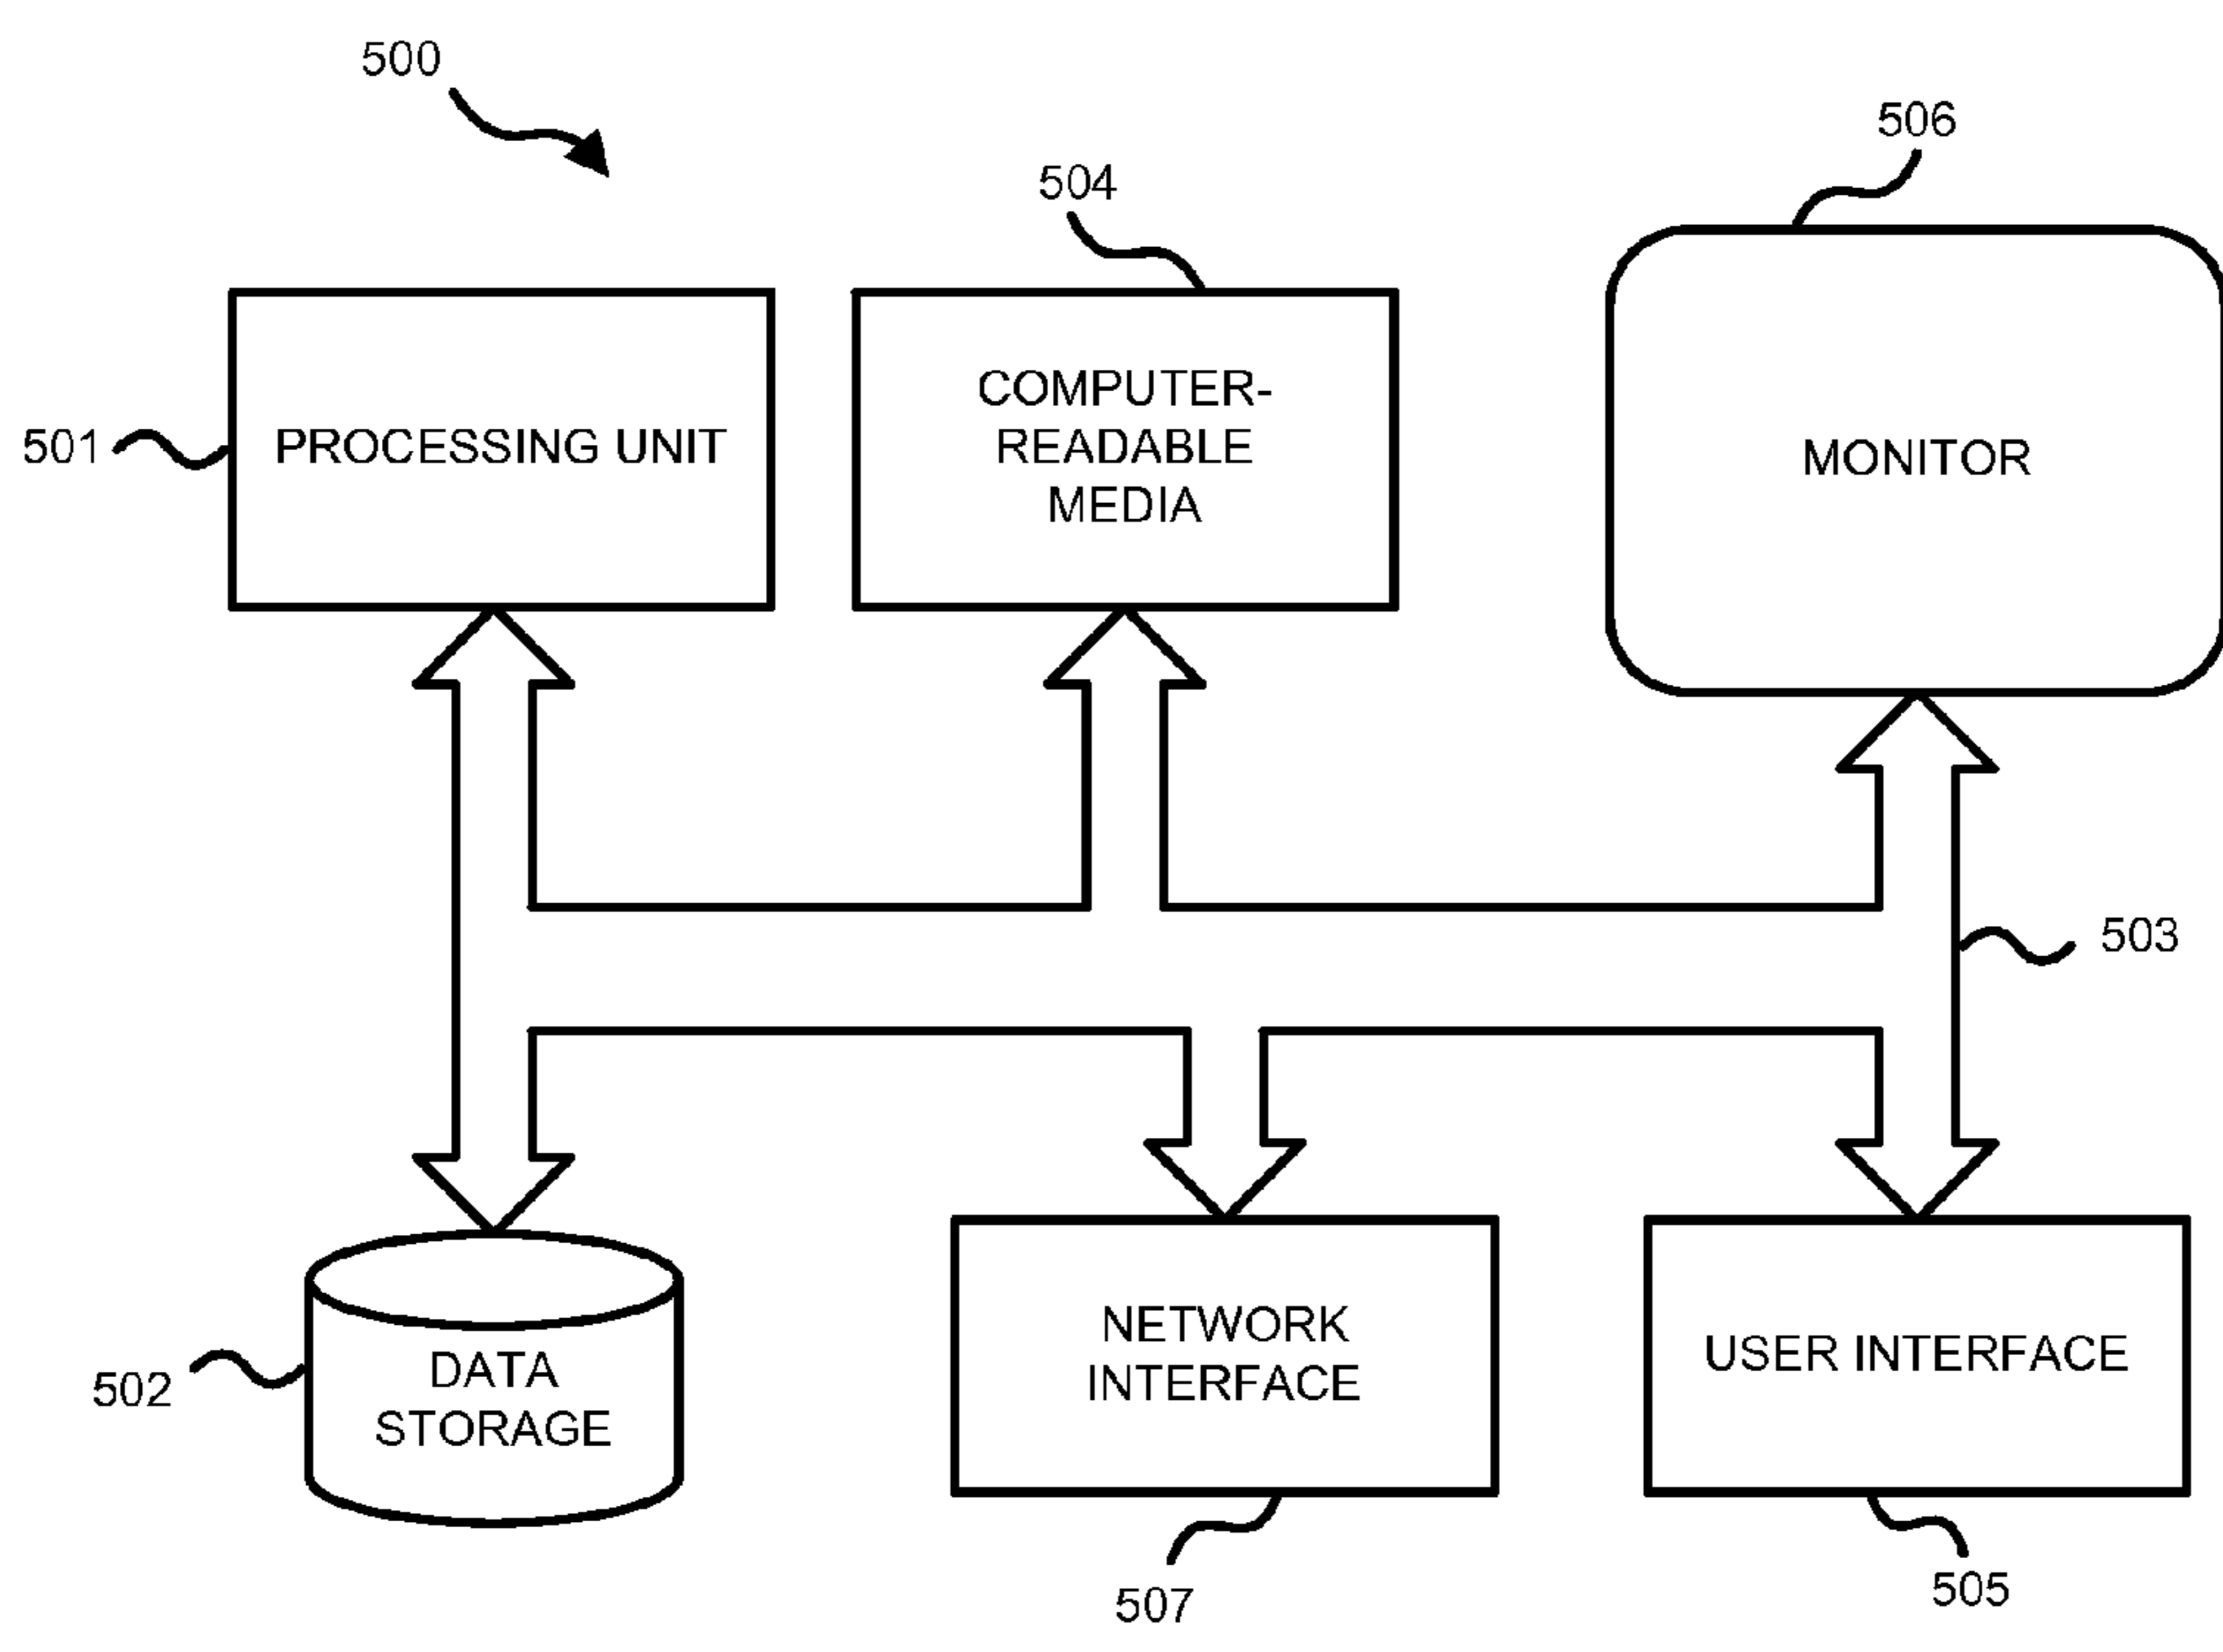 500
506
504
COMPUTER-
READABLE
MEDIA
501
PROCESSING UNIT
MONITOR
503
NETWORK
INTERFACE
USER INTERFACE
DATA
STORAGE
502
507
505